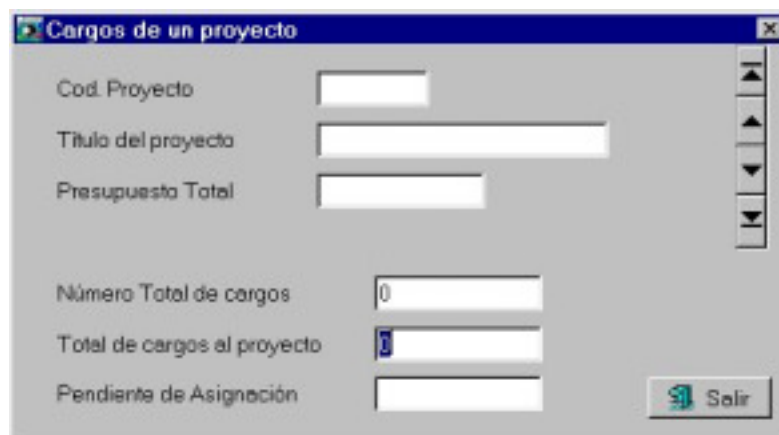 Cargos de un proyecto
Cod. Proyecto
Título del proyecto
Presupuesto Total
Número Total de cargos
0
Total de cargos al proyecto
0
Pendiente de Asignación
Salir